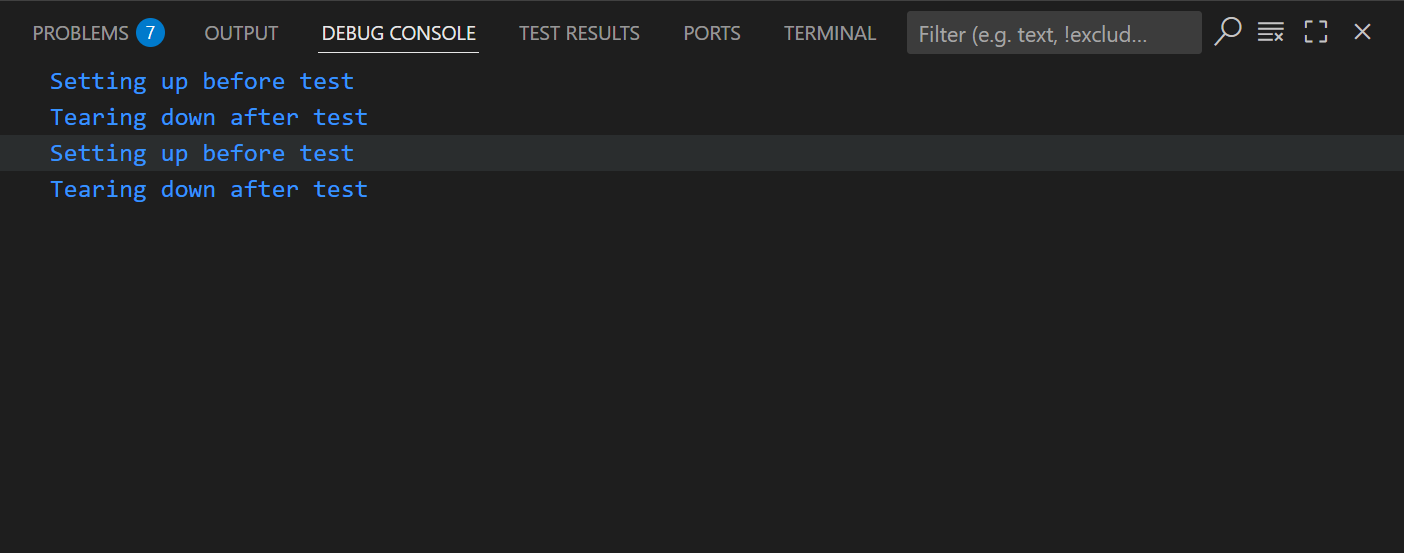 PROBLEMS 7 OUTPUT DEBUG CONSOLE TEST RESULTS PORTS TERMINAL Filter (e.g. text, !exclud...
Setting up before test
Tearing down after test
Setting up before test
Tearing down after test